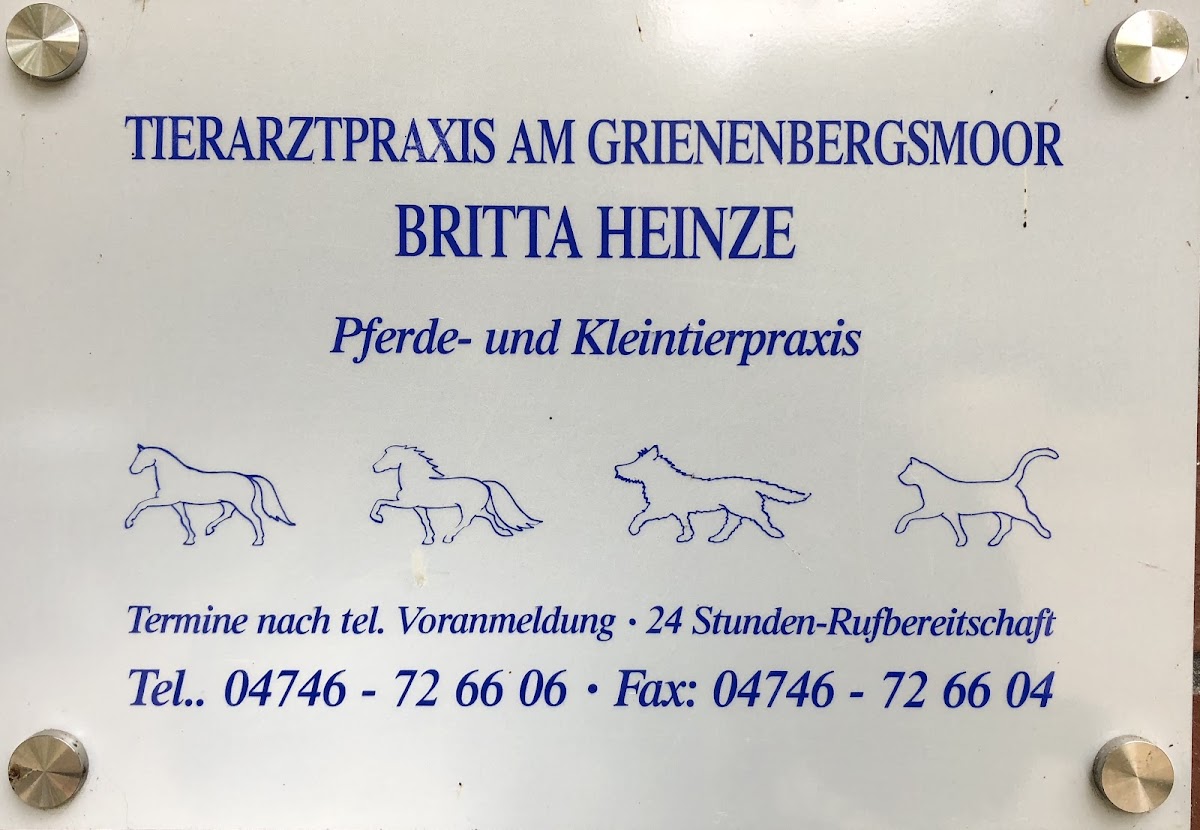 TIERARZTPRAXIS AM GRIENENBERGSMOOR
BRITTA HEINZE
Pferde- und Kleintierpraxis
Termine nach tel. Voranmeldung · 24 Stunden-Rufbereitschaft
Tel.. 04746 - 72 66 06 · Fax: 04746 - 72 66 04